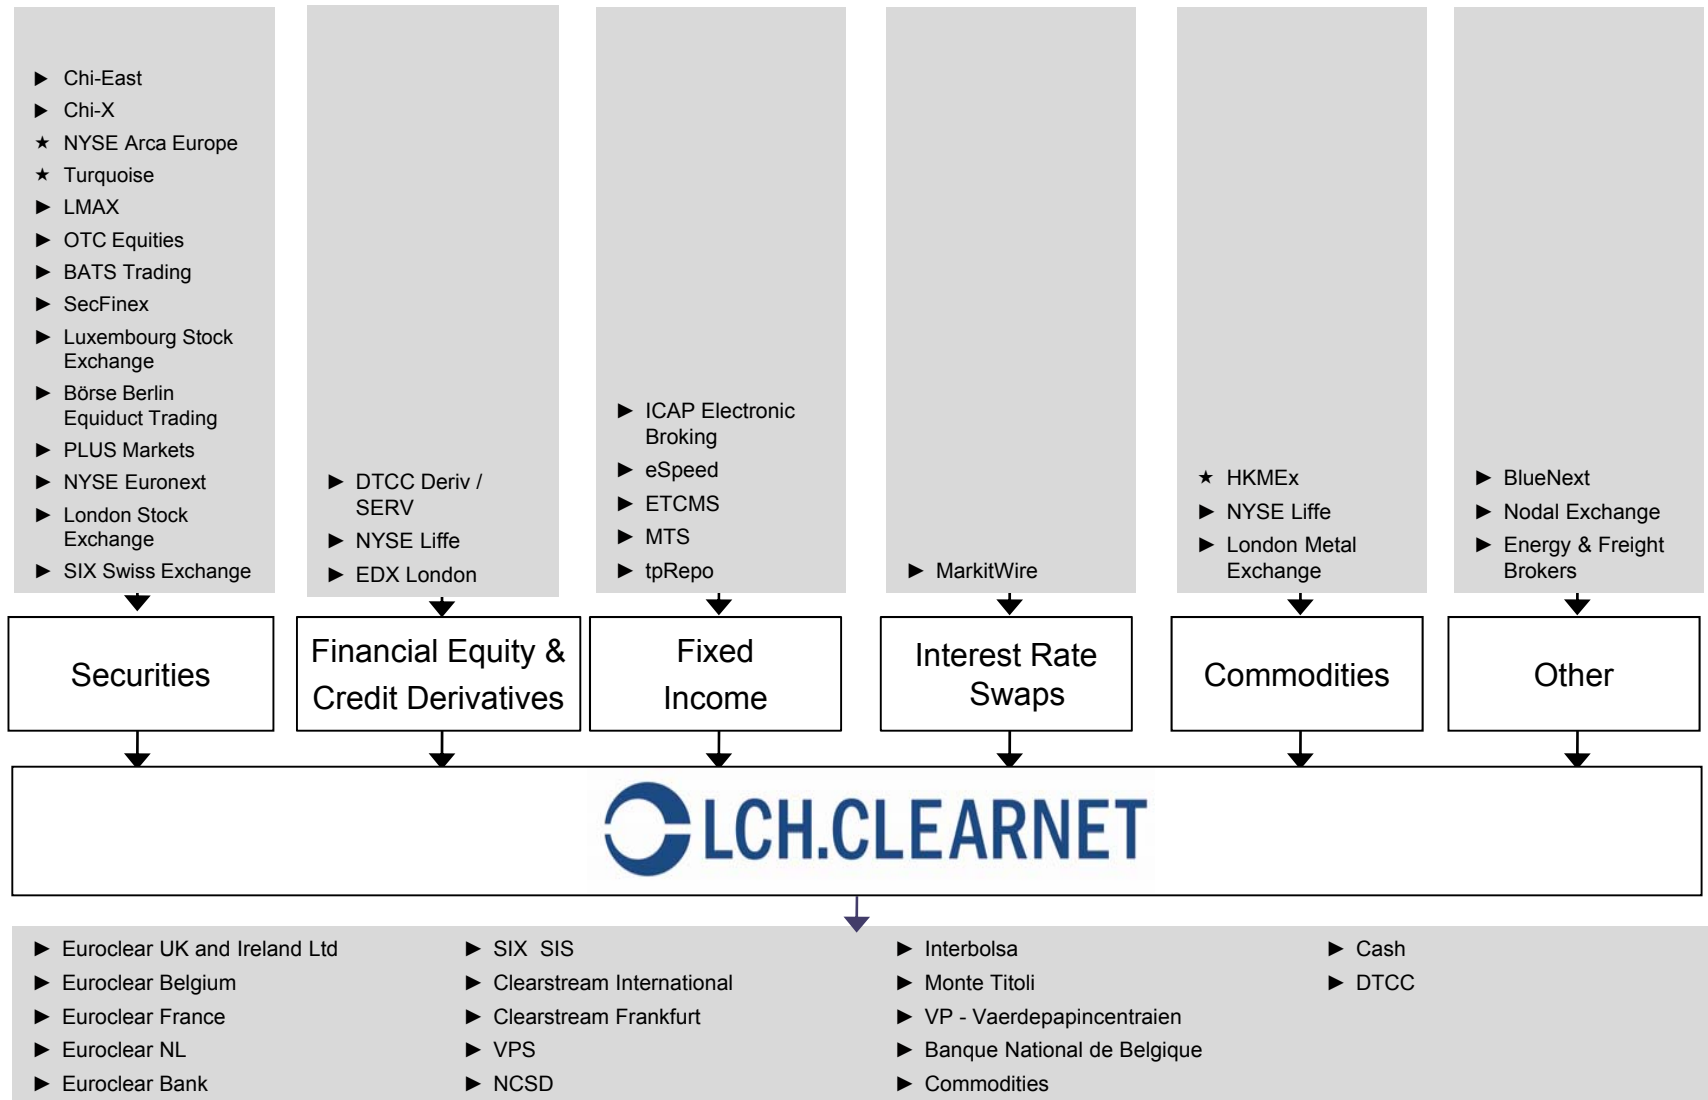 ► Chi-East
► Chi-X
★ NYSE Arca Europe
★ Turquoise
► LMAX
► OTC Equities
► BATS Trading
► SecFinex
► Luxembourg Stock
Exchange
► Börse Berlin
Equiduct Trading
► PLUS Markets
► NYSE Euronext
► London Stock
Exchange
► SIX Swiss Exchange
► DTCC Deriv /
SERV
► NYSE Liffe
► EDX London
► ICAP Electronic
Broking
► eSpeed
► ETCMS
► MTS
► tpRepo
► MarkitWire
★ HKMEx
► NYSE Liffe
► London Metal
Exchange
► BlueNext
► Nodal Exchange
► Energy & Freight
Brokers
Securities
Financial Equity &
Credit Derivatives
Fixed
Income
Interest Rate
Swaps
Commodities
Other
LCH.CLEARNET
► Euroclear UK and Ireland Ltd
► Euroclear Belgium
► Euroclear France
► Euroclear NL
► Euroclear Bank
► SIX SIS
► Clearstream International
► Clearstream Frankfurt
► VPS
► NCSD
► Interbolsa
► Monte Titoli
► VP - Vaerdepapincentraien
► Banque National de Belgique
► Commodities
► Cash
► DTCC